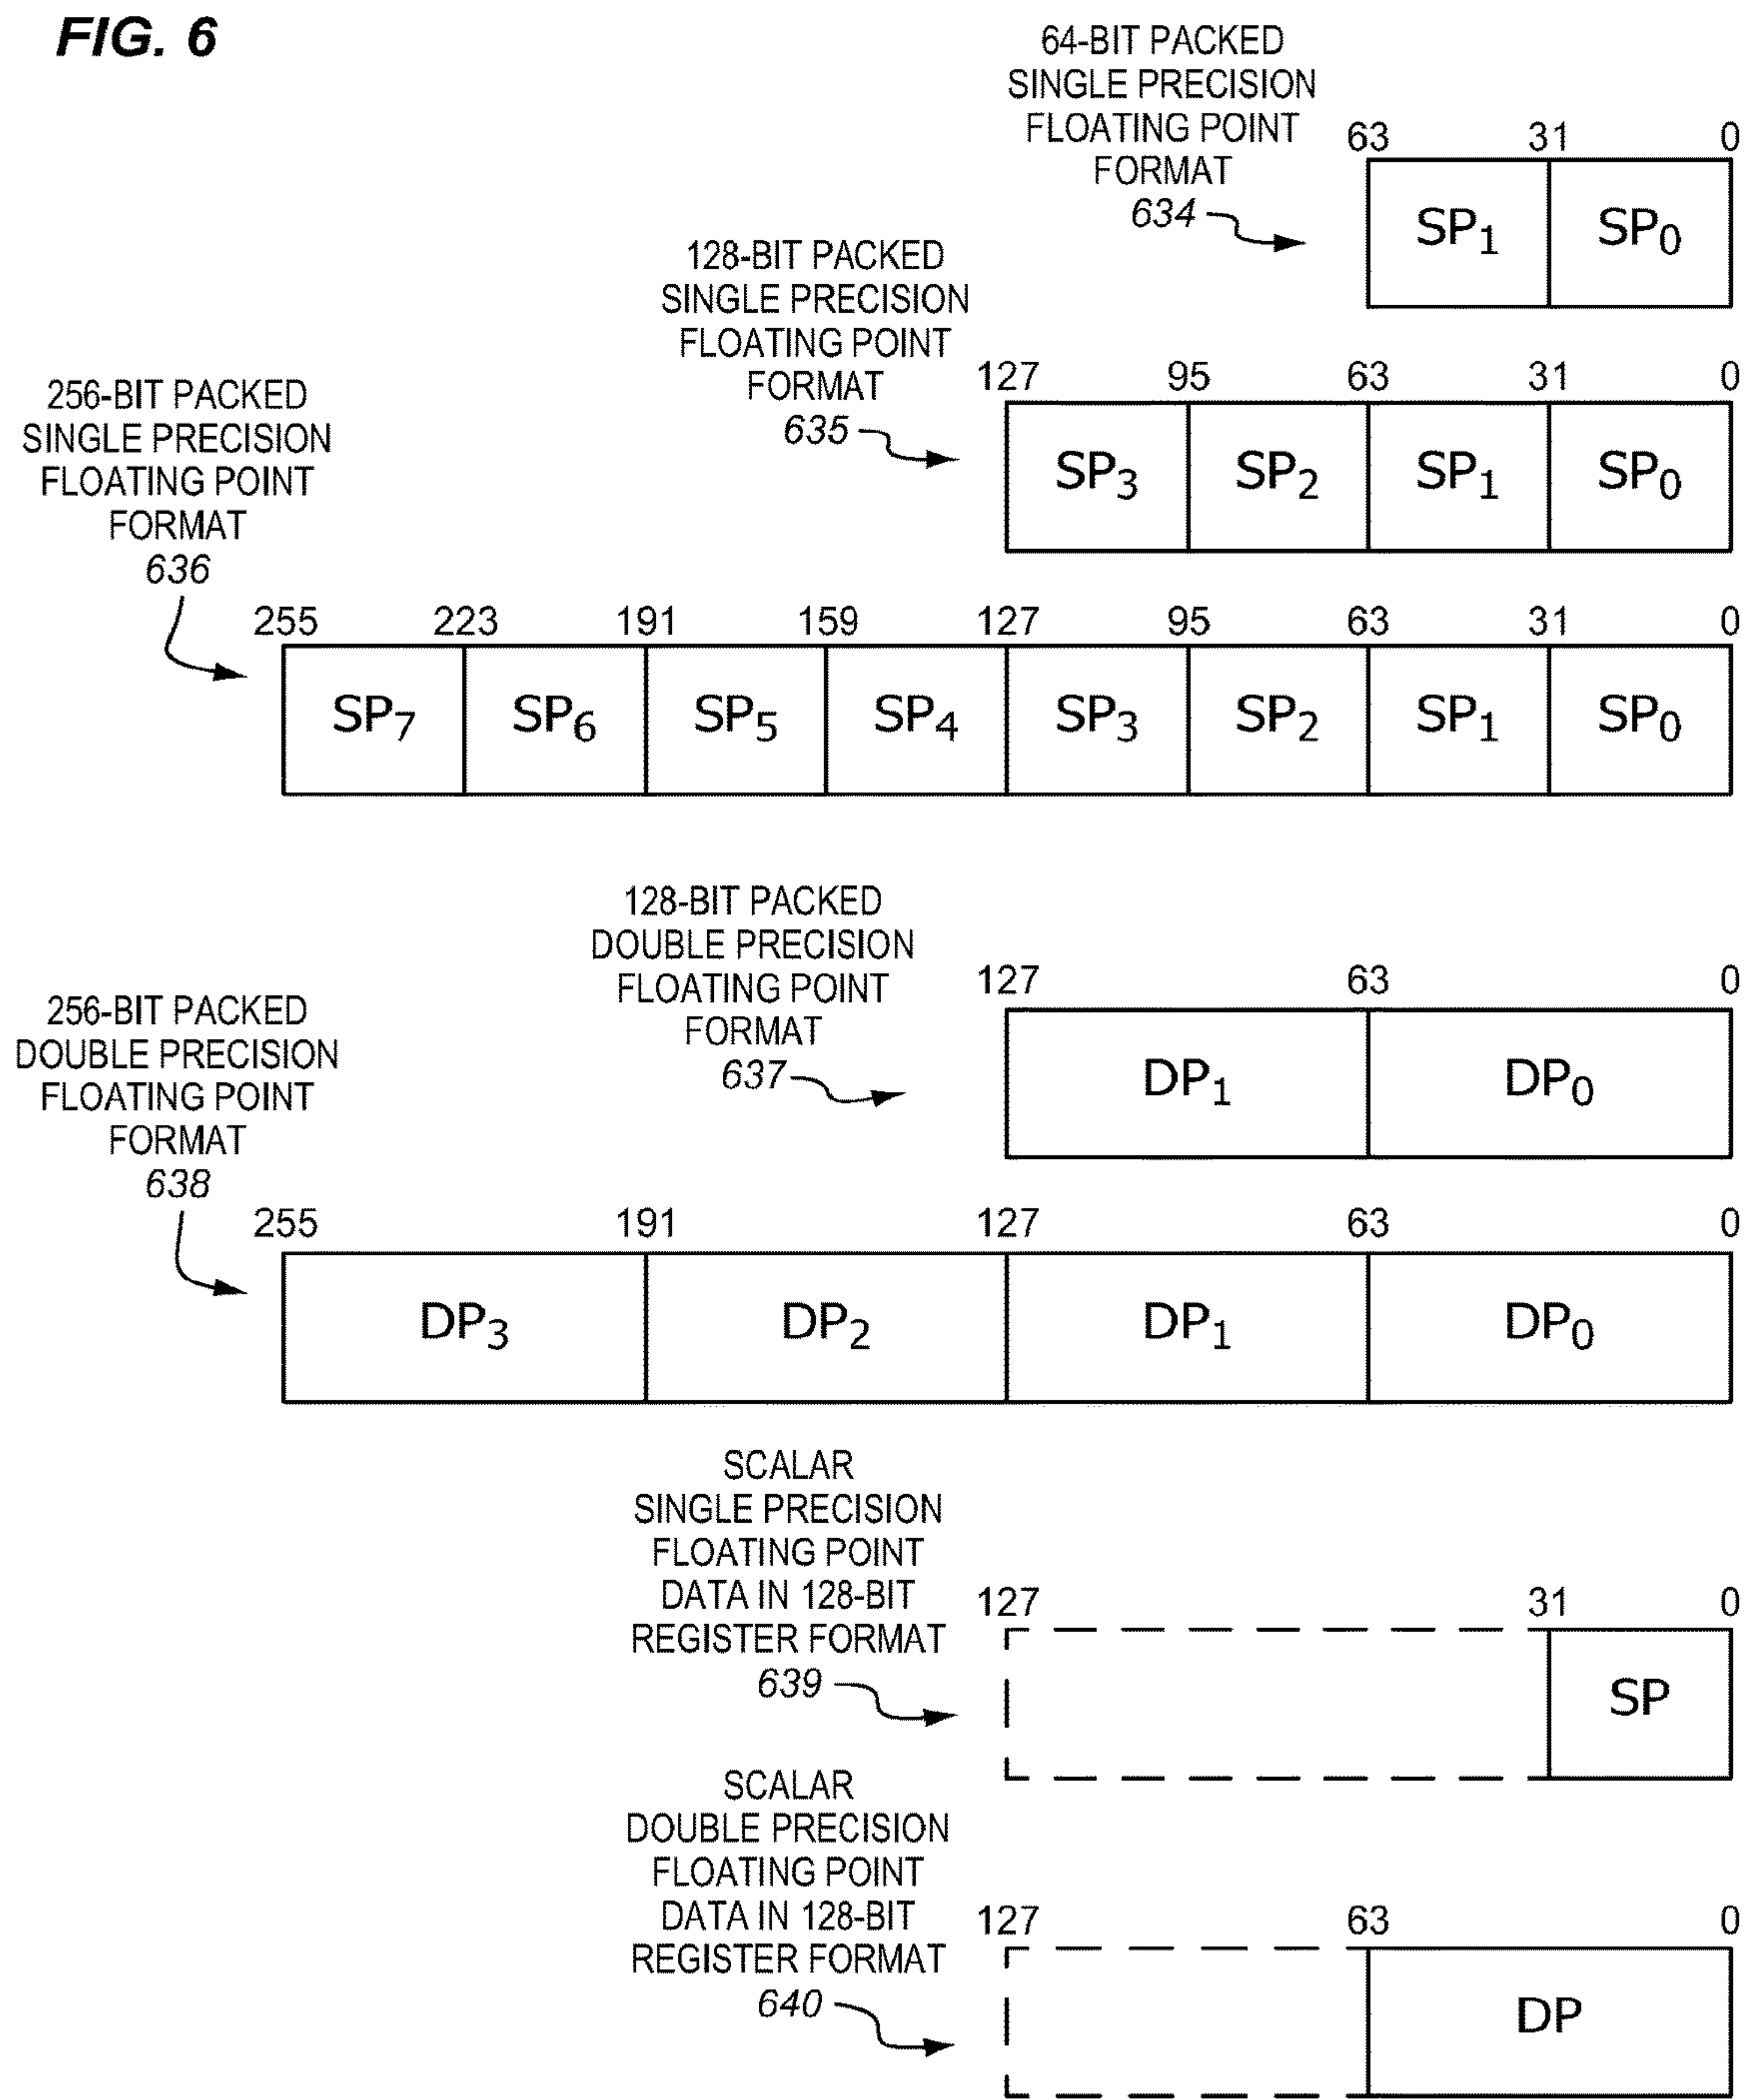 FIG. 6
64-BIT PACKED
SINGLE PRECISION
FLOATING POINT
FORMAT
634
63 31 0
SP1 SP0
128-BIT PACKED
SINGLE PRECISION
FLOATING POINT
FORMAT
635
127 95 63 31 0
SP3 SP2 SP1 SP0
256-BIT PACKED
SINGLE PRECISION
FLOATING POINT
FORMAT
636
255 223 191 159 127 95 63 31 0
SP7 SP6 SP5 SP4 SP3 SP2 SP1 SP0
128-BIT PACKED
DOUBLE PRECISION
FLOATING POINT
FORMAT
637
127 63 0
DP1 DP0
256-BIT PACKED
DOUBLE PRECISION
FLOATING POINT
FORMAT
638
255 191 127 63 0
DP3 DP2 DP1 DP0
SCALAR
SINGLE PRECISION
FLOATING POINT
DATA IN 128-BIT
REGISTER FORMAT
639
127 31 0
SP
SCALAR
DOUBLE PRECISION
FLOATING POINT
DATA IN 128-BIT
REGISTER FORMAT
640
127 63 0
DP